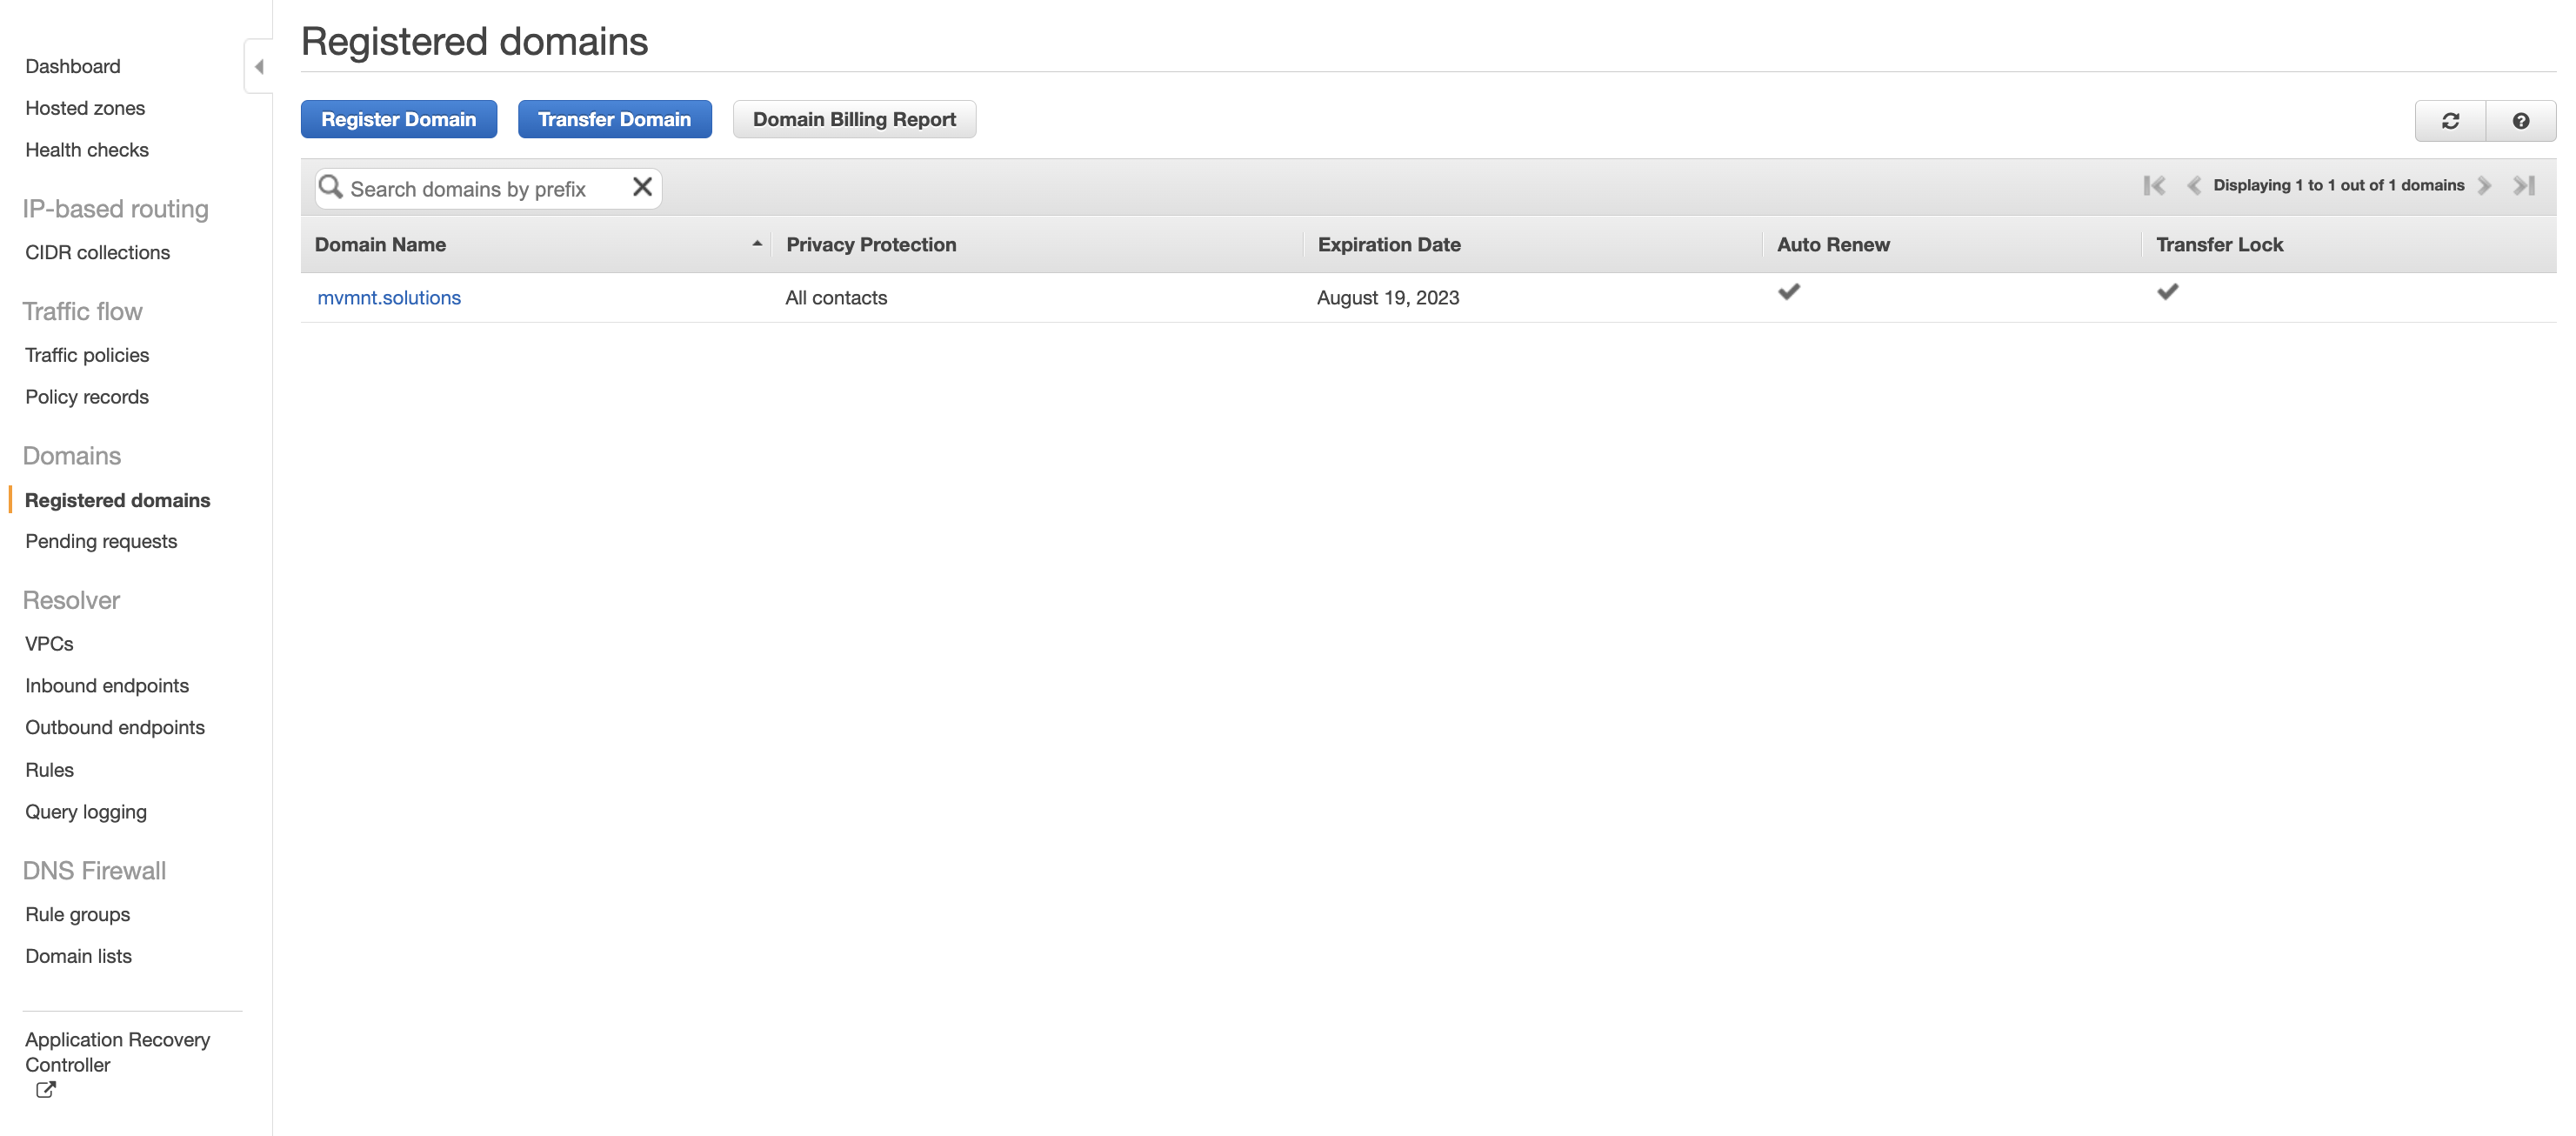 Dashboard
Hosted zones
Health checks
IP-based routing
CIDR collections
Traffic flow
Traffic policies
Policy records
Domains
Registered domains
Pending requests
Resolver
VPCs
Inbound endpoints
Outbound endpoints
Rules
Query logging
DNS Firewall
Rule groups
Domain lists
Application Recovery
Controller
Registered domains
Register Domain Transfer Domain Domain Billing Report
Search domains by prefix Displaying 1 to 1 out of 1 domains
Domain Name Privacy Protection Expiration Date Auto Renew Transfer Lock
mvmnt.solutions All contacts August 19, 2023